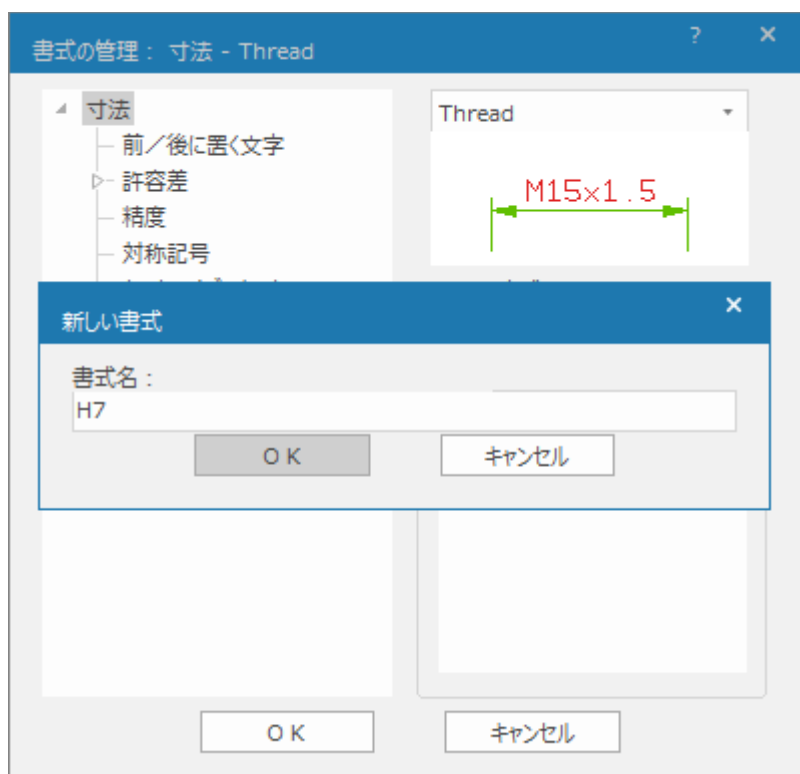 書式の管理： 寸法 - Thread
?
×
寸法
前／後に置く文字
許容差
精度
対称記号
Thread
M15x1.5
新しい書式
×
書式名：
H7
ＯＫ
キャンセル
ＯＫ
キャンセル